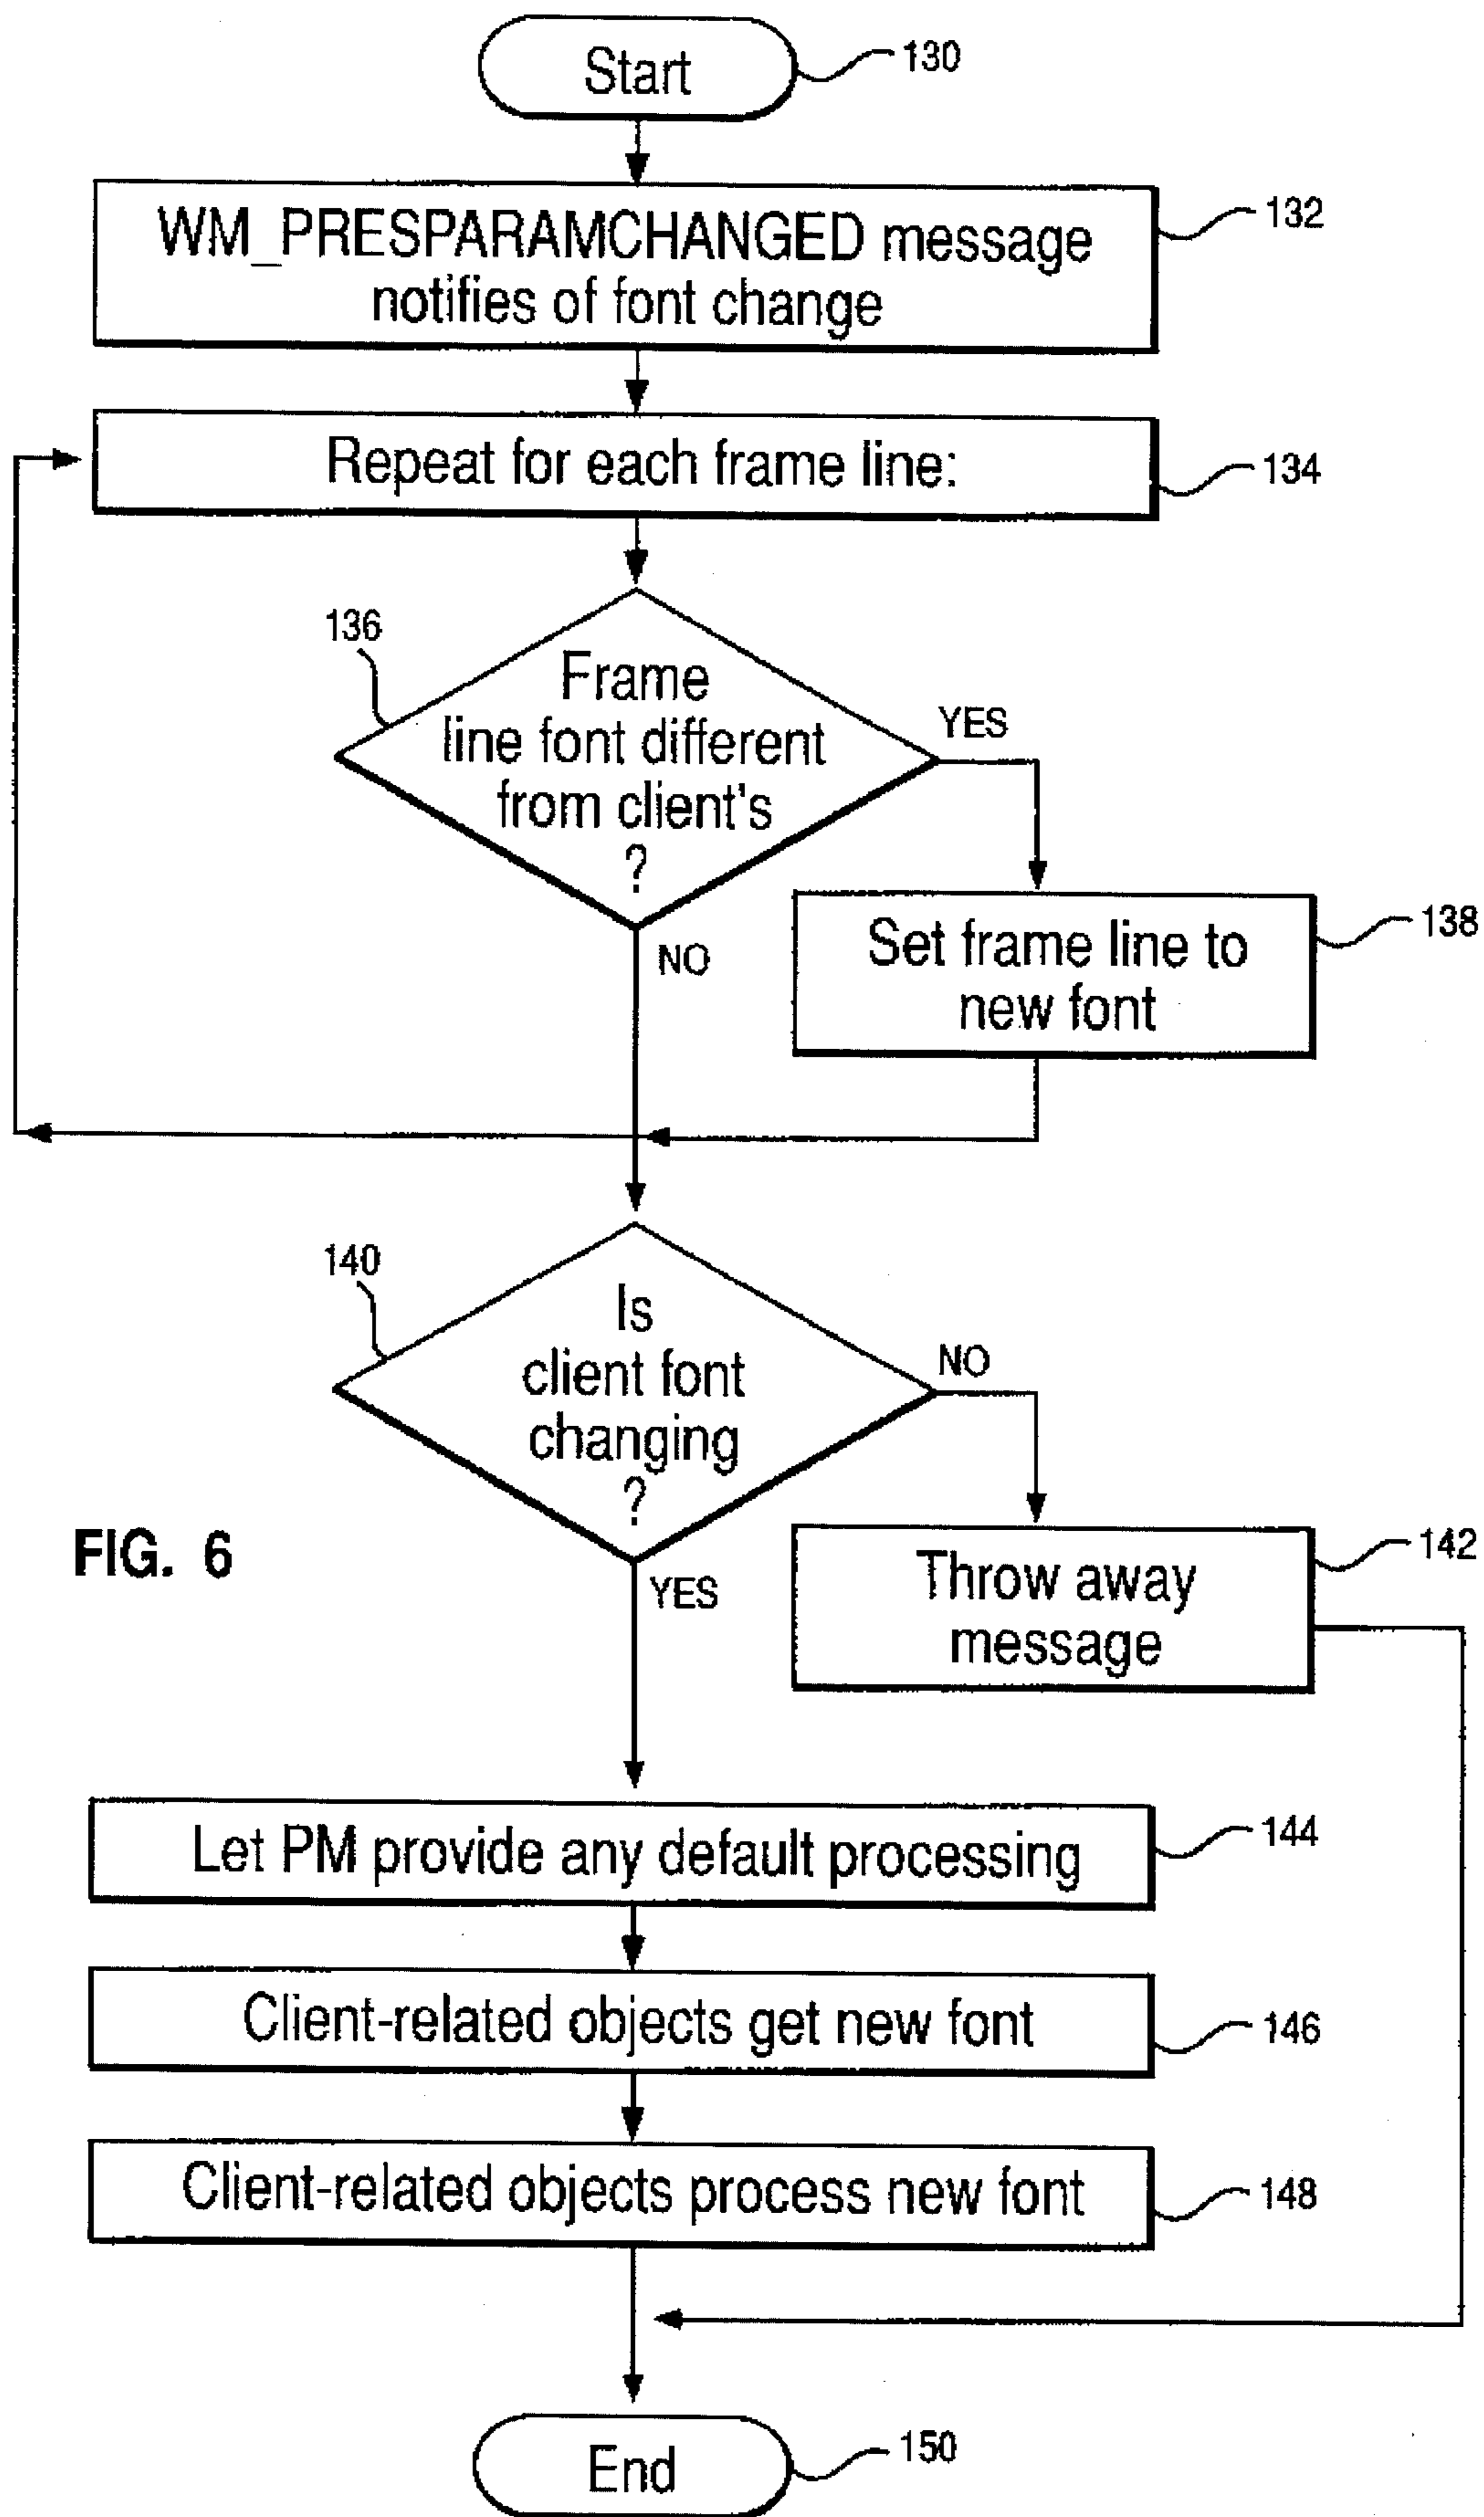 Start
130
WM_PRESPARAMCHANGED message
notifies of font change
132
Repeat for each frame line:
134
136
Frame
line font different
from client's
?
YES
NO
Set frame line to
new font
138
140
Is
client font
changing
?
NO
YES
FIG. 6
Throw away
message
142
Let PM provide any default processing
144
Client-related objects get new font
146
Client-related objects process new font
148
End
150